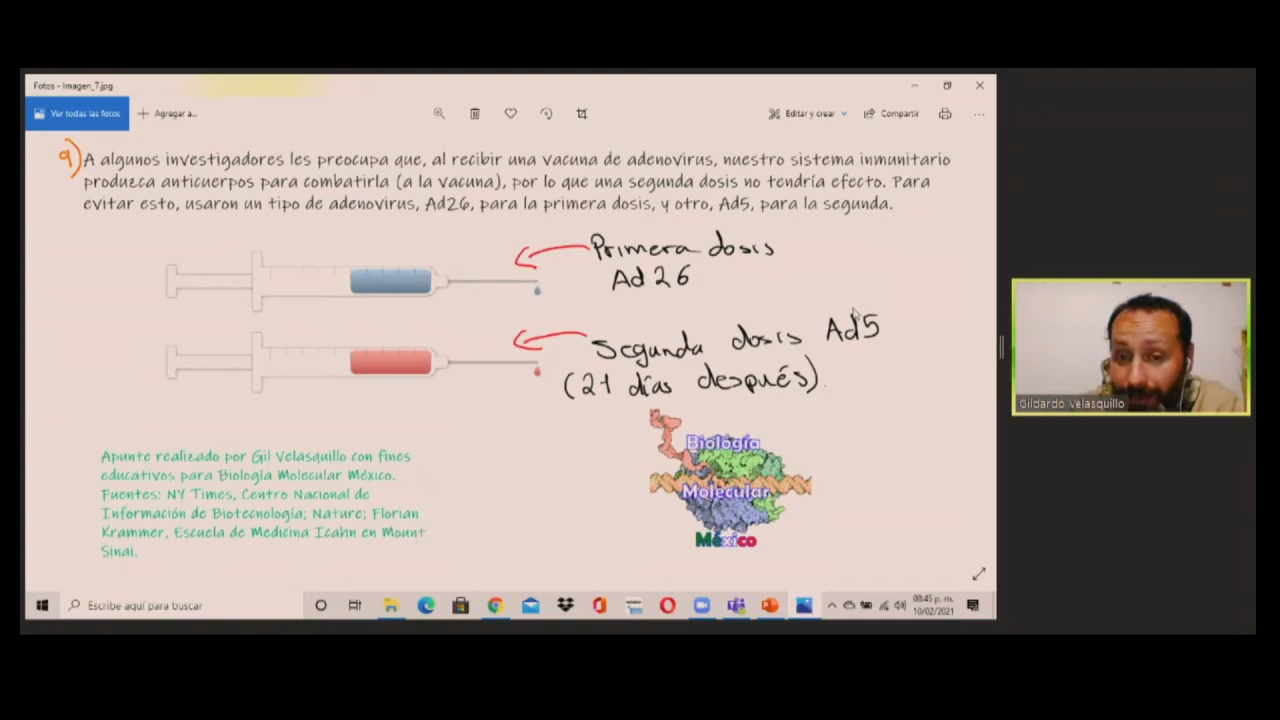 Fotos - Imagen_7.jpg
Ver todas las fotos
Agregar a...
Editar y crear
Compartir
9)
A algunos investigadores les preocupa que, al recibir una vacuna de adenovirus, nuestro sistema inmunitario
produzca anticuerpos para combatirla (a la vacuna), por lo que una segunda dosis no tendría efecto. Para
evitar esto, usaron un tipo de adenovirus, Ad26, para la primera dosis, y otro, Ad5, para la segunda.
Primera dosis
Ad 26
Segunda dosis Ad5
(21 días después).
Apunte realizado por Gil Velasquillo con fines
educativos para Biología Molecular México.
Fuentes: NY Times, Centro Nacional de
Información de Biotecnología; Nature; Florian
Krammer, Escuela de Medicina Icahn en Mount
Sinai.
Biología
Molecular
México
Gildardo Velasquillo
Escribe aquí para buscar
08:45 p. m.
10/02/2021